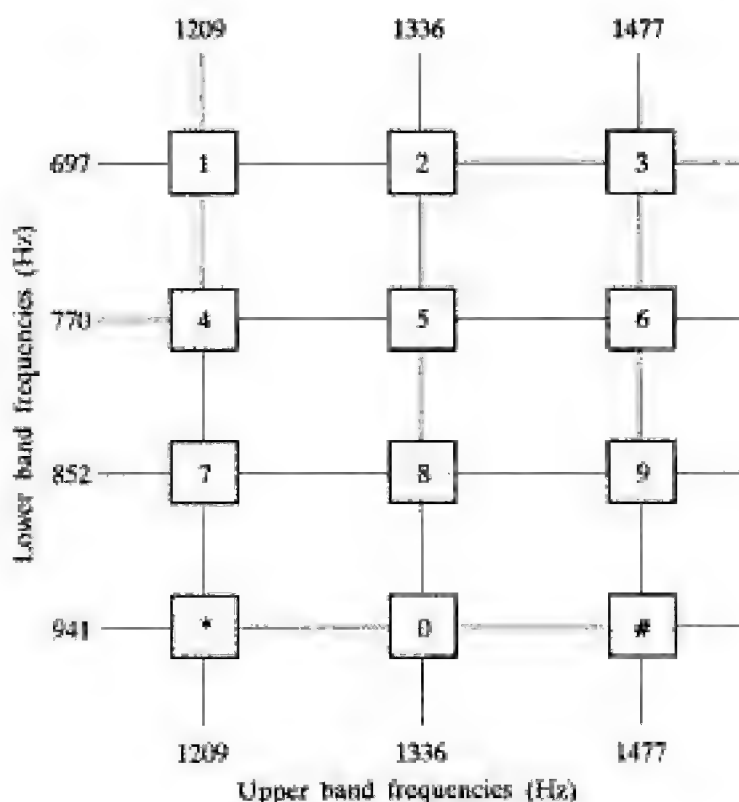 1209 1336 1477
697 1 2 3
770 4 5 6
852 7 8 9
941 * 0 #
1209 1336 1477
Lower band frequencies (Hz)
Upper band frequencies (Hz)